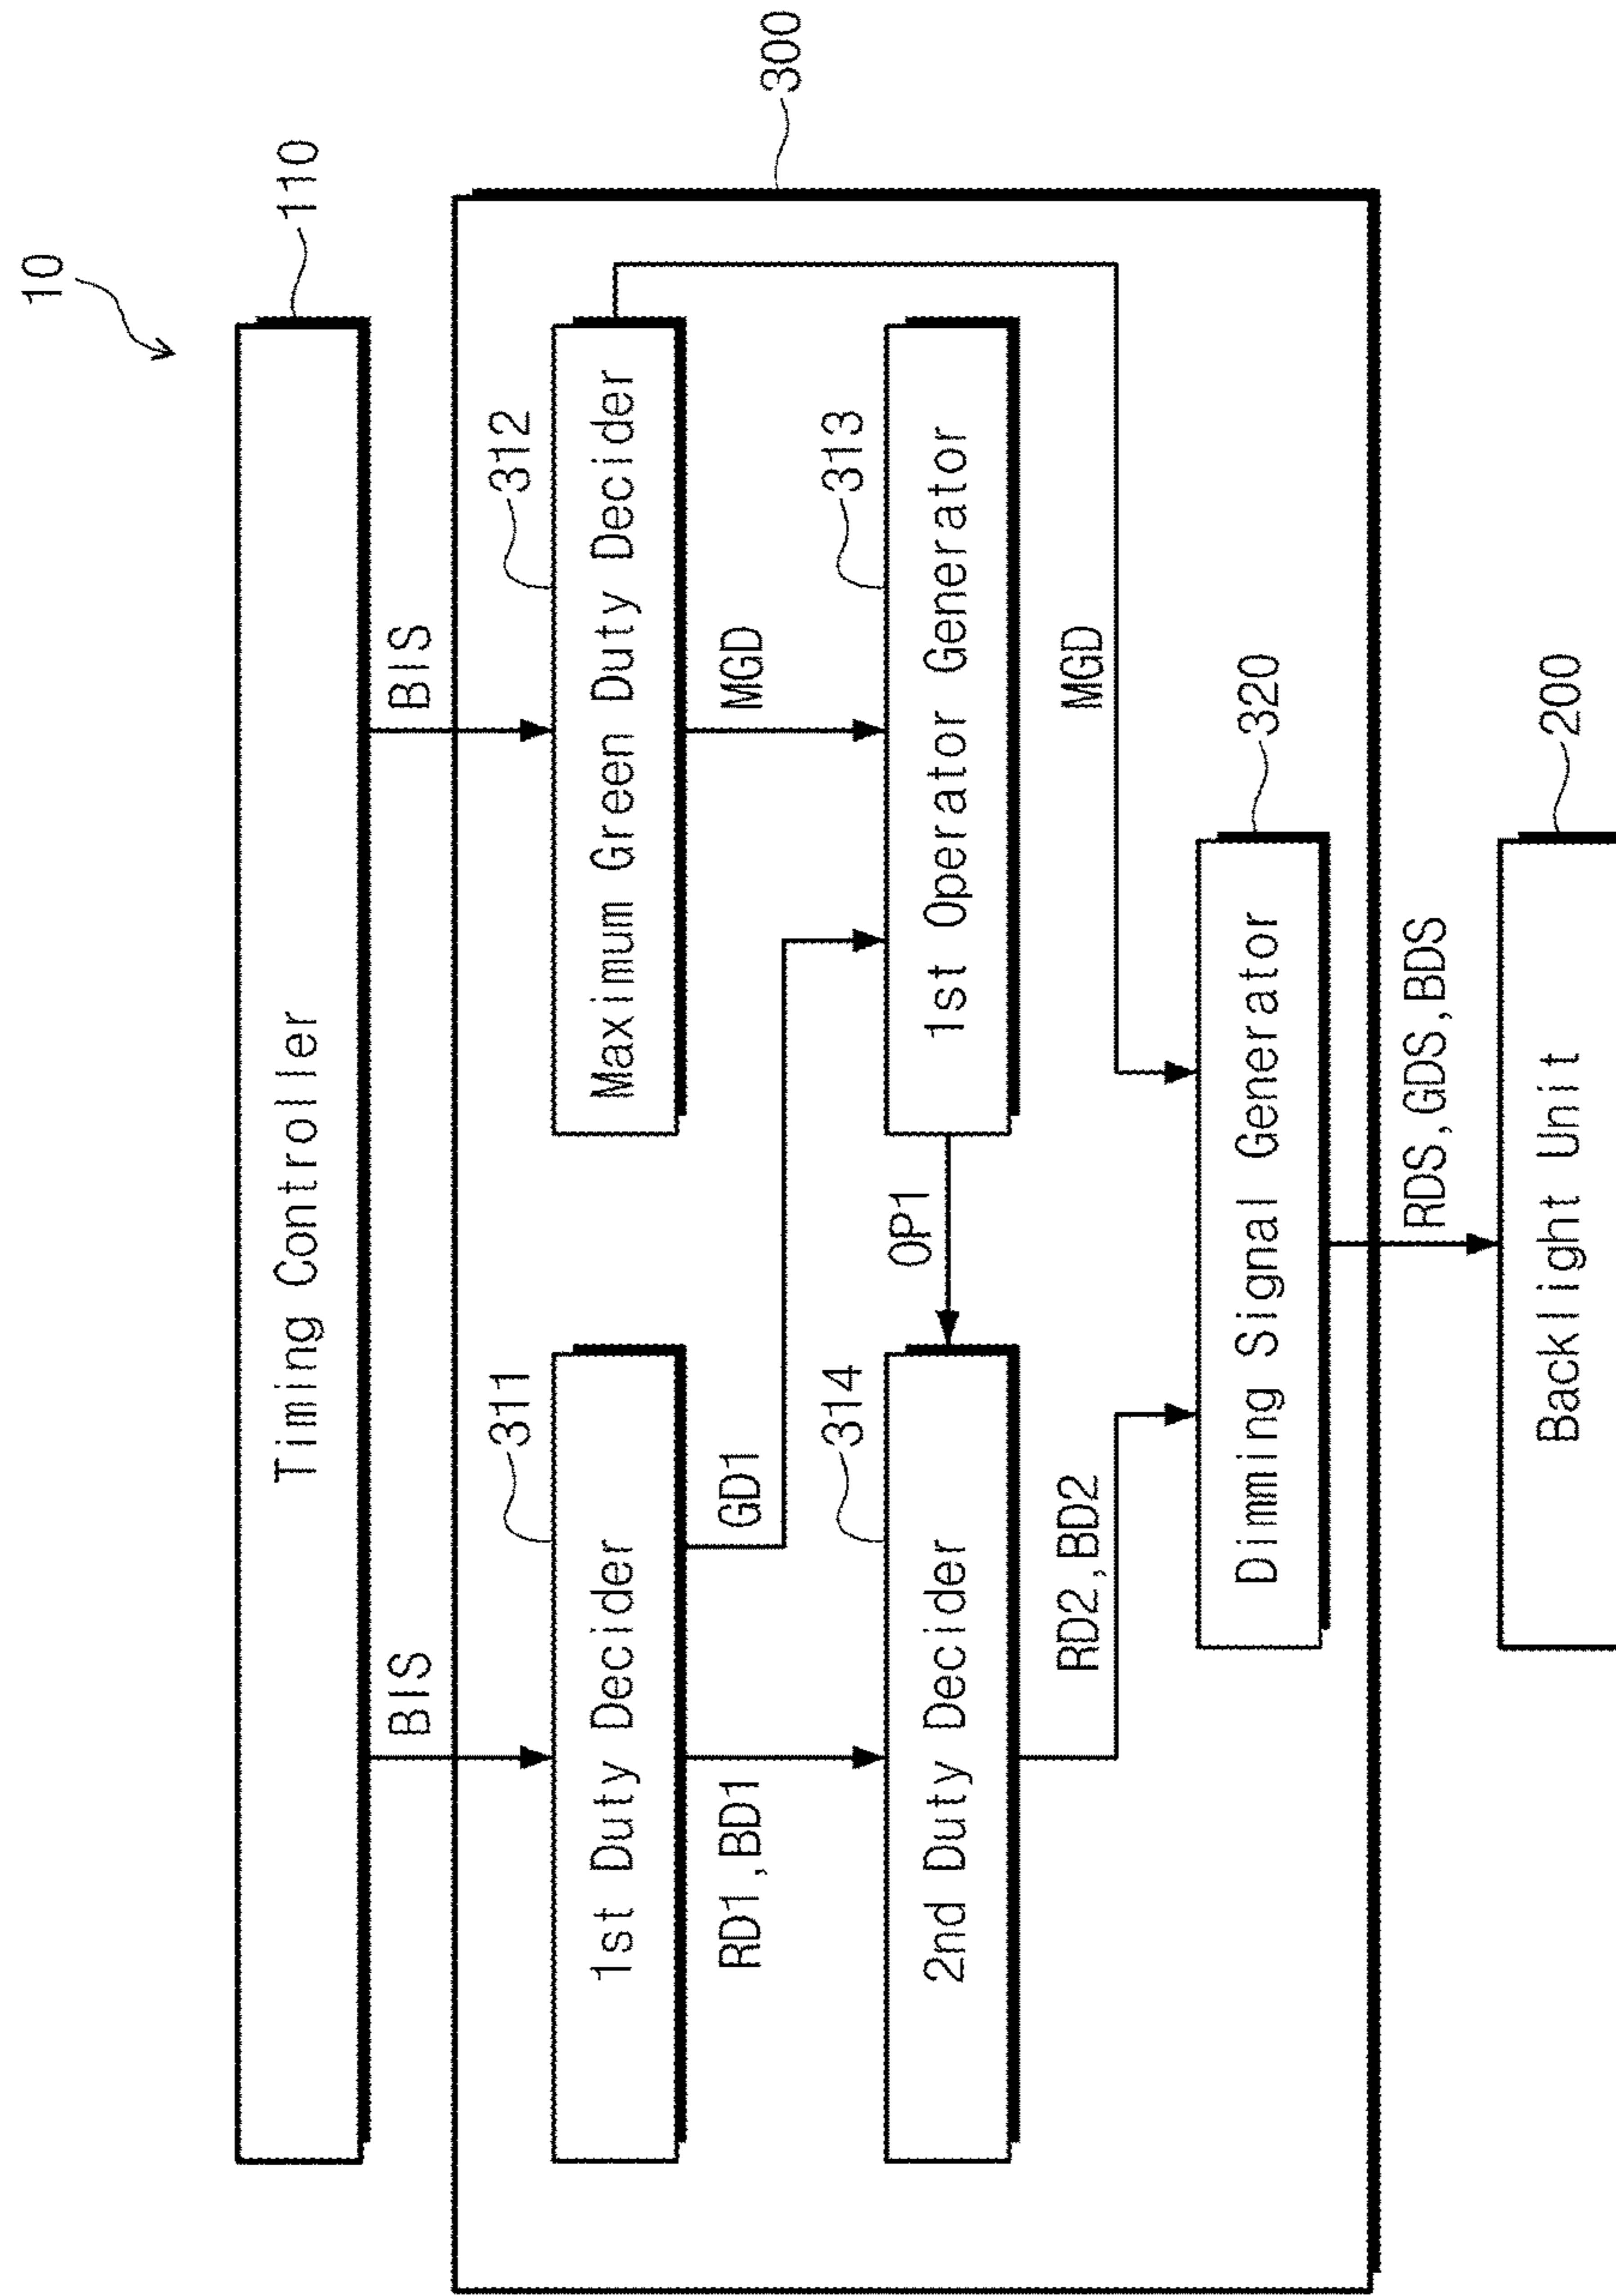 10
110
Timing Controller
BIS
BIS
300
311
312
1st Duty Decider
Maximum Green Duty Decider
RD1,BD1
GD1
MGD
314
313
2nd Duty Decider
OP1
1st Operator Generator
RD2,BD2
MGD
320
Dimming Signal Generator
RDS,GDS,BDS
200
Backlight Unit